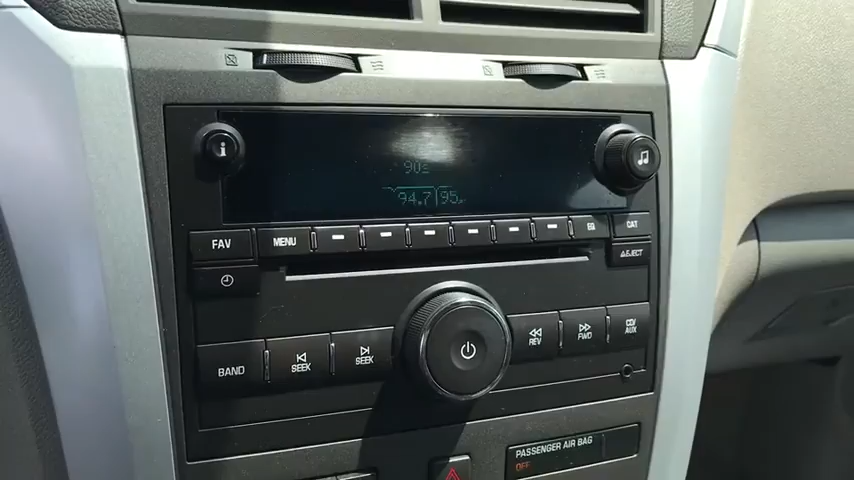 94.7 95
FAV MENU EQ CAT
EJECT
BAND SEEK SEEK REV FWD CD/
AUX
PASSENGER AIR BAG
OFF